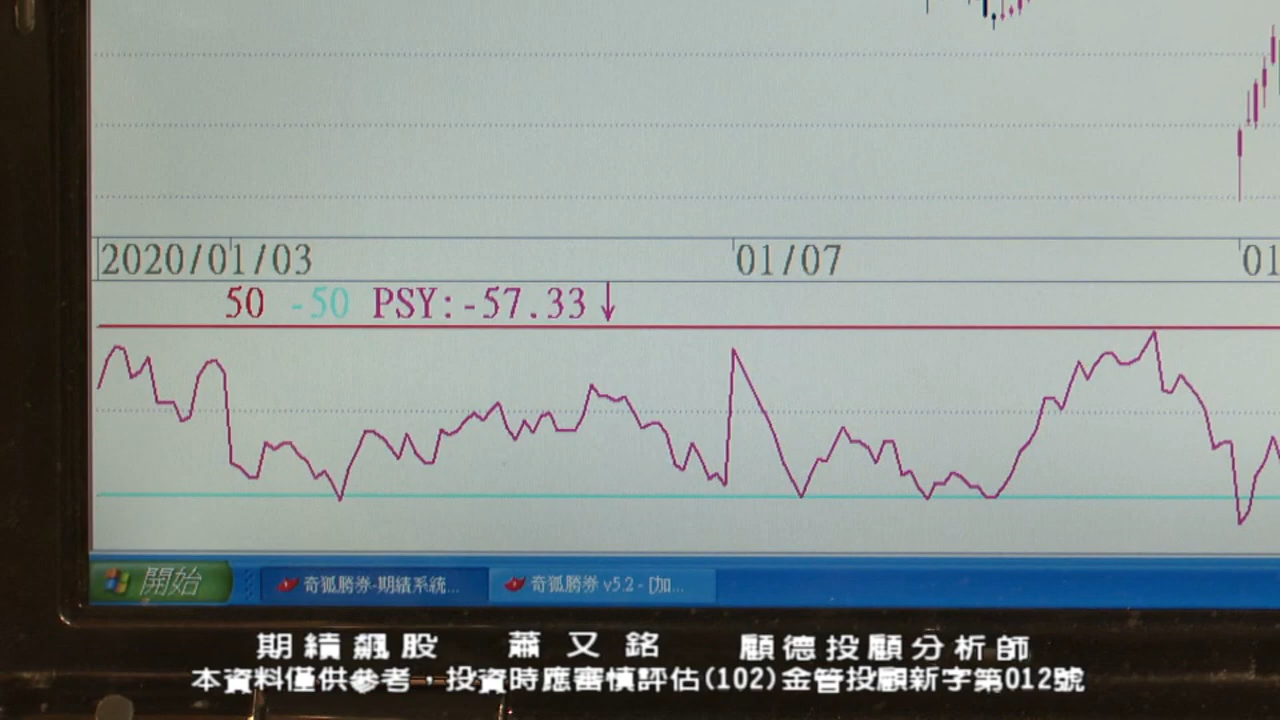 2020/01/03 01/07 01
50 -50 PSY:-57.33↓
開始 奇狐勝券-期績系統... 奇狐勝券 v5.2 - [加...
期績飆股 蕭又銘 顧德投顧分析師
本資料僅供參考，投資時應審慎評估(102)金管投顧新字第012號